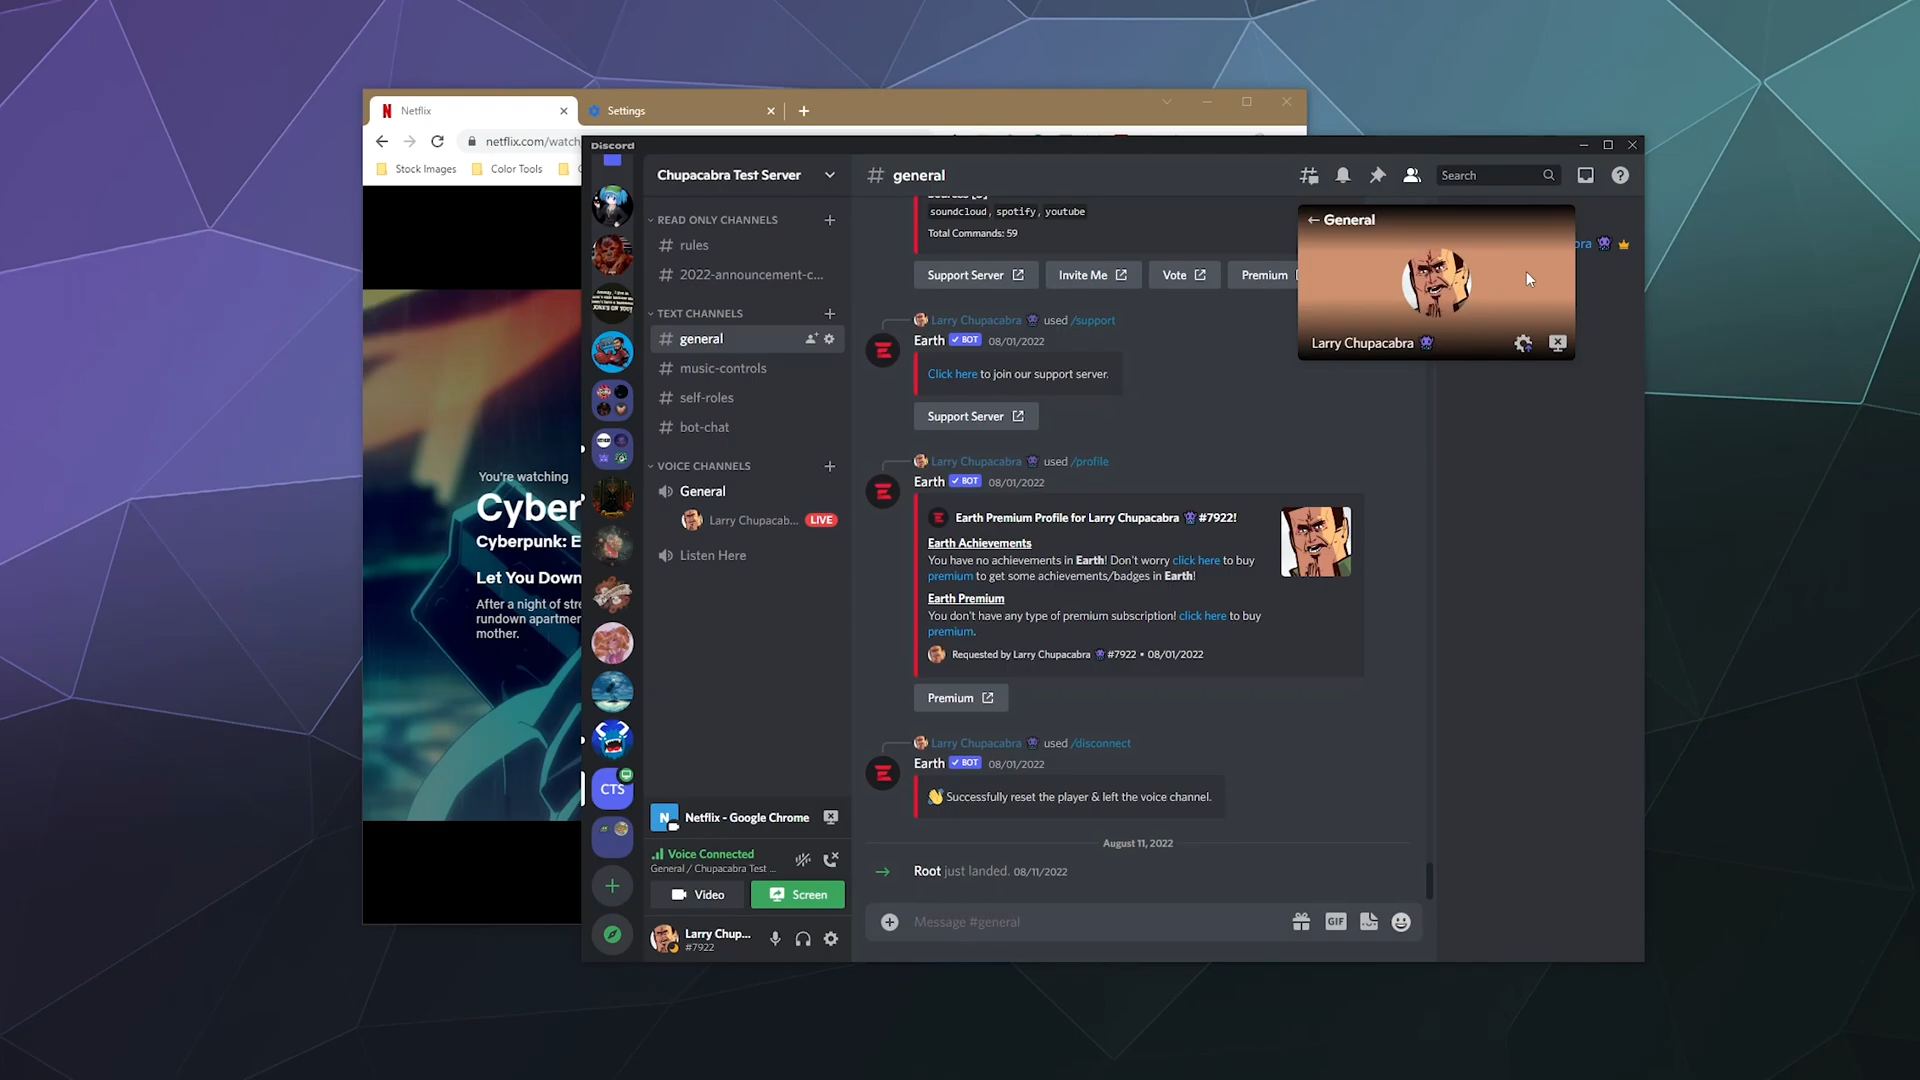 Netflix
Settings
netflix.com/watch
Stock Images
Color Tools
You're watching
Cyber
Cyberpunk: E
Let You Down
After a night of stre
rundown apartmen
mother.
Discord
Chupacabra Test Server
READ ONLY CHANNELS
rules
2022-announcement-c...
TEXT CHANNELS
# general
# music-controls
# self-roles
# bot-chat
VOICE CHANNELS
General
Larry Chupacab... LIVE
Listen Here
CTS
N Netflix - Google Chrome
Voice Connected
General / Chupacabra Test ...
Video
Screen
Larry Chup...
#7922
# general
Search
soundcloud, spotify, youtube
Total Commands: 59
Support Server
Invite Me
Vote
Premium
← General
Larry Chupacabra
bra
Larry Chupacabra used /support
Earth ✓ BOT 08/01/2022
Click here to join our support server.
Support Server
Larry Chupacabra used /profile
Earth ✓ BOT 08/01/2022
Earth Premium Profile for Larry Chupacabra #7922!
Earth Achievements
You have no achievements in Earth! Don't worry click here to buy
premium to get some achievements/badges in Earth!
Earth Premium
You don't have any type of premium subscription! click here to buy
premium.
Requested by Larry Chupacabra #7922 • 08/01/2022
Premium
Larry Chupacabra used /disconnect
Earth ✓ BOT 08/01/2022
👋 Successfully reset the player & left the voice channel.
August 11, 2022
Root just landed. 08/11/2022
Message #general
GIF